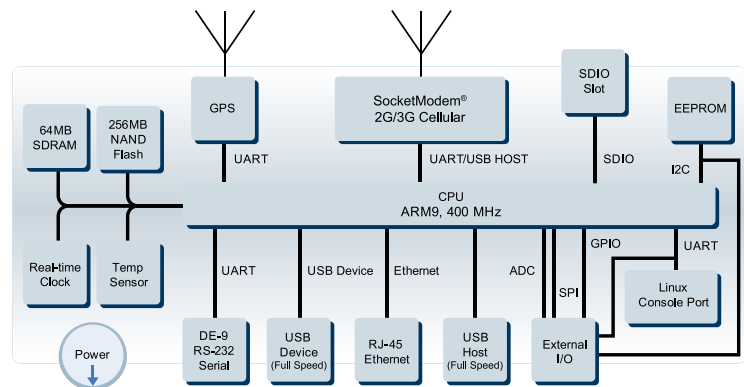 GPS
SocketModem®
2G/3G Cellular
SDIO
Slot
EEPROM
64MB
SDRAM
256MB
NAND
Flash
UART
UART/USB HOST
SDIO
I2C
CPU
ARM9, 400 MHz
Real-time
Clock
Temp
Sensor
UART
USB Device
Ethernet
ADC
SPI
GPIO
UART
Linux
Console Port
Power
DE-9
RS-232
Serial
USB
Device
(Full Speed)
RJ-45
Ethernet
USB
Host
(Full Speed)
External
I/O